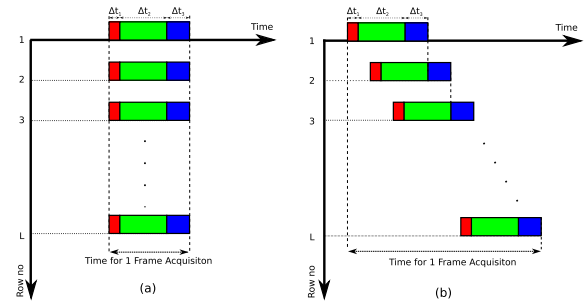 Δt₁ Δt₂ Δt₃
Time
1
2
3
L
Row no
Time for 1 Frame Acquisiton
(a)
Δt₁ Δt₂ Δt₃
Time
1
2
3
L
Row no
Time for 1 Frame Acquisiton
(b)